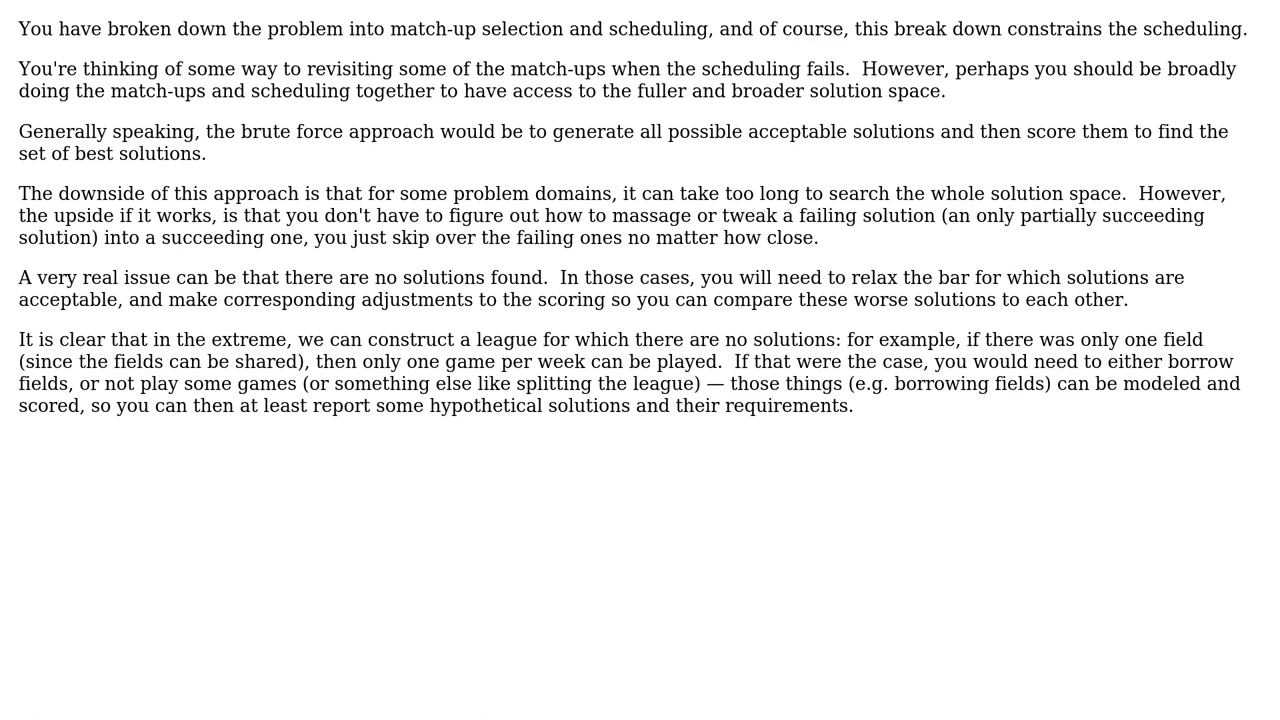 You have broken down the problem into match-up selection and scheduling, and of course, this break down constrains the scheduling.
You're thinking of some way to revisiting some of the match-ups when the scheduling fails.  However, perhaps you should be broadly
doing the match-ups and scheduling together to have access to the fuller and broader solution space.
Generally speaking, the brute force approach would be to generate all possible acceptable solutions and then score them to find the
set of best solutions.
The downside of this approach is that for some problem domains, it can take too long to search the whole solution space.  However,
the upside if it works, is that you don't have to figure out how to massage or tweak a failing solution (an only partially succeeding
solution) into a succeeding one, you just skip over the failing ones no matter how close.
A very real issue can be that there are no solutions found.  In those cases, you will need to relax the bar for which solutions are
acceptable, and make corresponding adjustments to the scoring so you can compare these worse solutions to each other.
It is clear that in the extreme, we can construct a league for which there are no solutions: for example, if there was only one field
(since the fields can be shared), then only one game per week can be played.  If that were the case, you would need to either borrow
fields, or not play some games (or something else like splitting the league) — those things (e.g. borrowing fields) can be modeled and
scored, so you can then at least report some hypothetical solutions and their requirements.